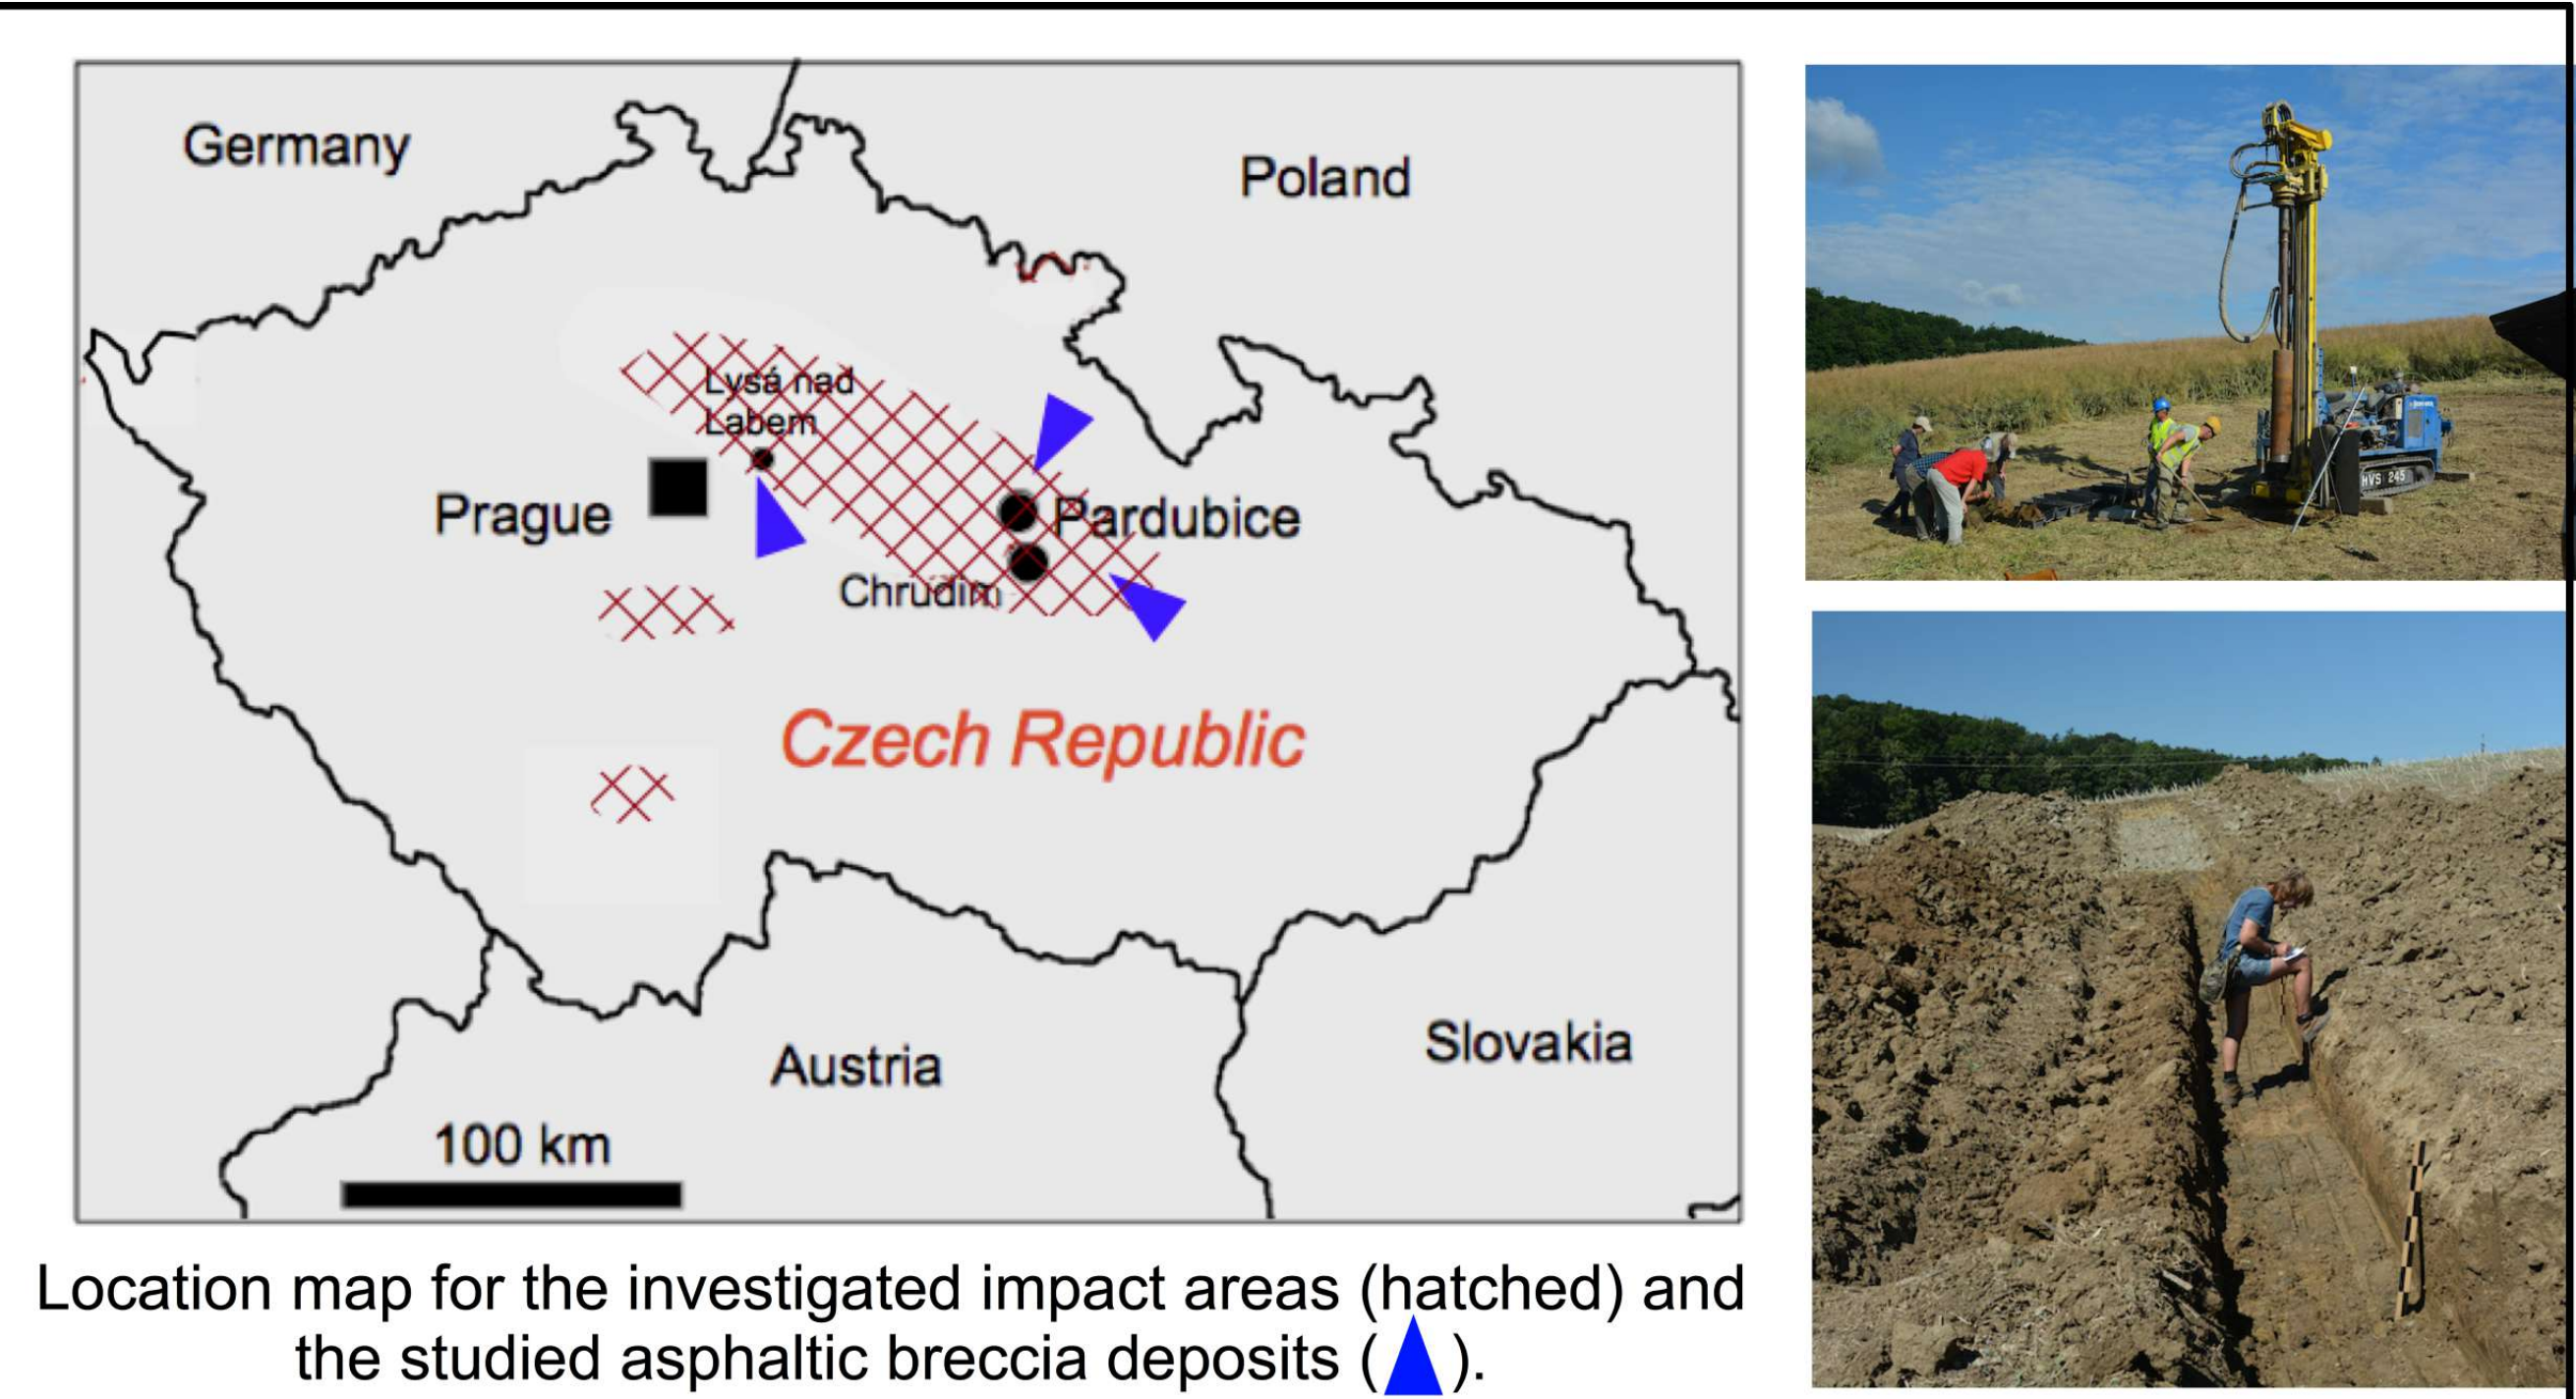 Germany
Poland
Lysá nad
Labem
Prague
Pardubice
Chrudim
Czech Republic
Austria
Slovakia
100 km
Location map for the investigated impact areas (hatched) and
the studied asphaltic breccia deposits ( ).
HVS 245